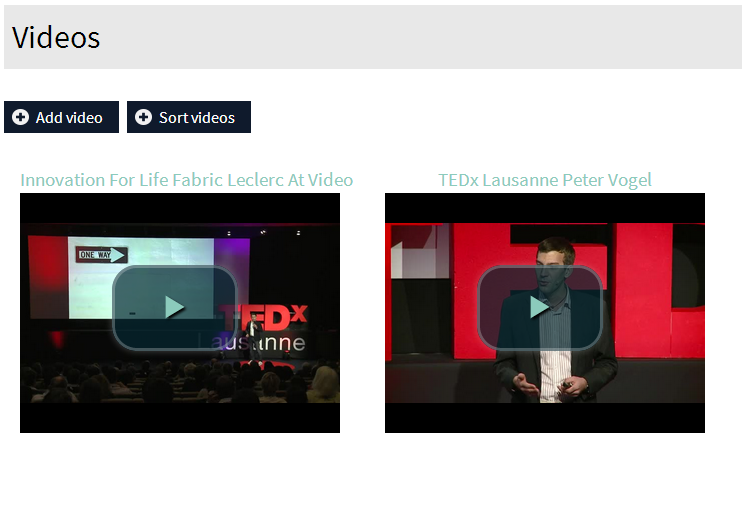 Videos
Add video
Sort videos
Innovation For Life Fabric Leclerc At Video
TEDx Lausanne Peter Vogel
ONE WAY
TEDx
ausanne